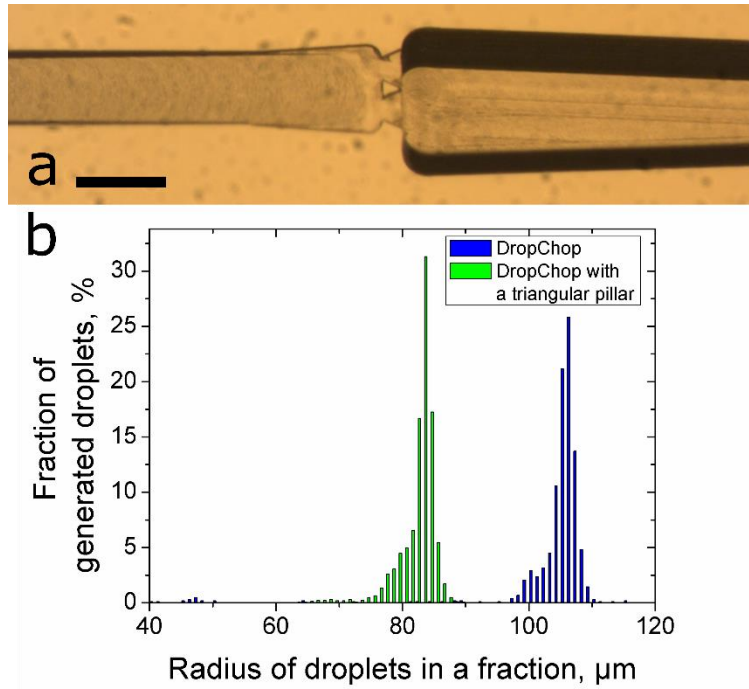 a
b
DropChop
DropChop with
a triangular pillar
Fraction of
generated droplets, %
30
25
20
15
10
5
0
40
60
80
100
120
Radius of droplets in a fraction, µm